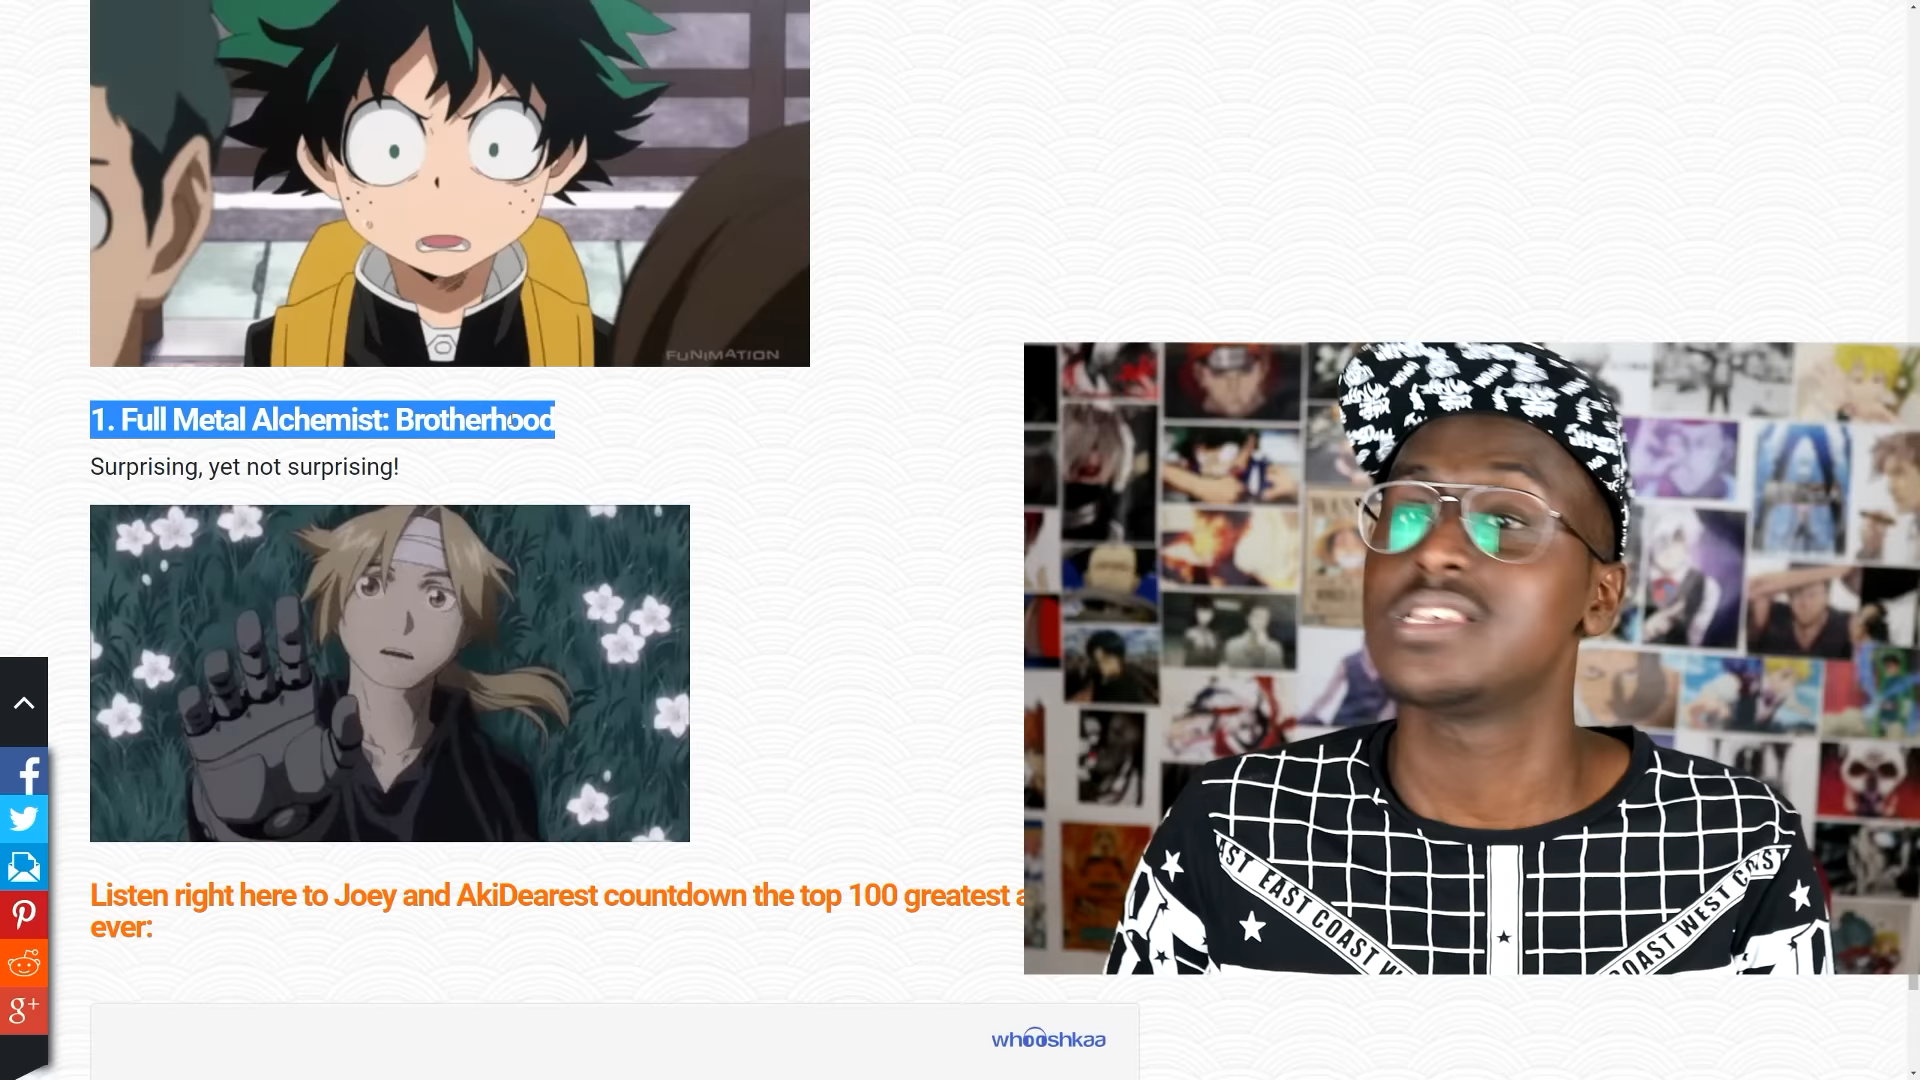 FUNIMATION
1. Full Metal Alchemist: Brotherhood
Surprising, yet not surprising!
Listen right here to Joey and AkiDearest countdown the top 100 greatest
ever:
whooshkaa
EAST COAST
COAST WEST